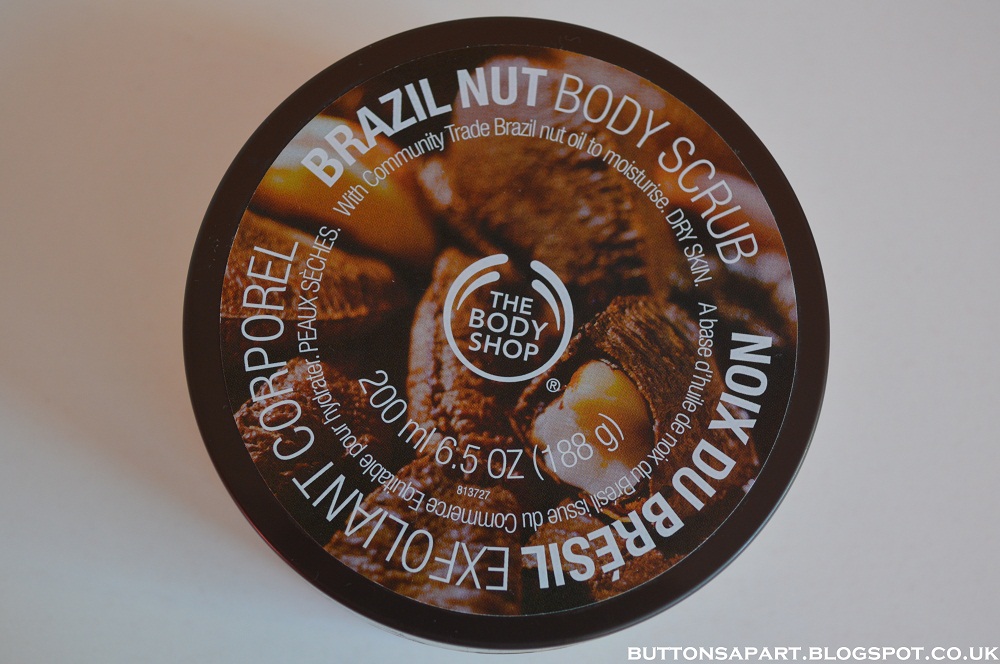 BRAZIL NUT BODY SCRUB
With Community Trade Brazil nut oil to moisturise. DRY SKIN.
NOIX DU BRÉSIL EXFOLIANT CORPOREL
A base d'huile de noix du Brésil issue du Commerce Equitable pour hydrater. PEAUX SÈCHES.
THE
BODY
SHOP
®
200 ml 6.5 OZ (188 g)
813727
BUTTONSAPART.BLOGSPOT.CO.UK